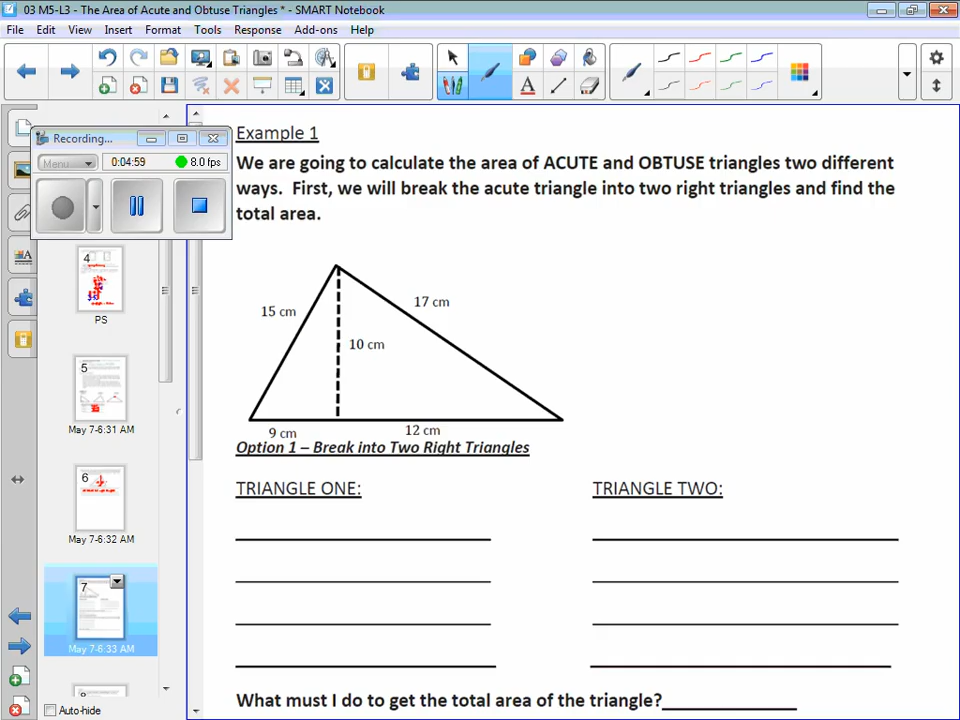 03 M5-L3 - The Area of Acute and Obtuse Triangles * - SMART Notebook
File Edit View Insert Format Tools Response Add-ons Help
Recording...
Menu 0:04:59 8.0 fps
4
PS
5
May 7-6:31 AM
6
May 7-6:32 AM
7
May 7-6:33 AM
Auto-hide
Example 1
We are going to calculate the area of ACUTE and OBTUSE triangles two different
ways. First, we will break the acute triangle into two right triangles and find the
total area.
15 cm
17 cm
10 cm
9 cm
12 cm
Option 1 – Break into Two Right Triangles
TRIANGLE ONE: TRIANGLE TWO:
What must I do to get the total area of the triangle?